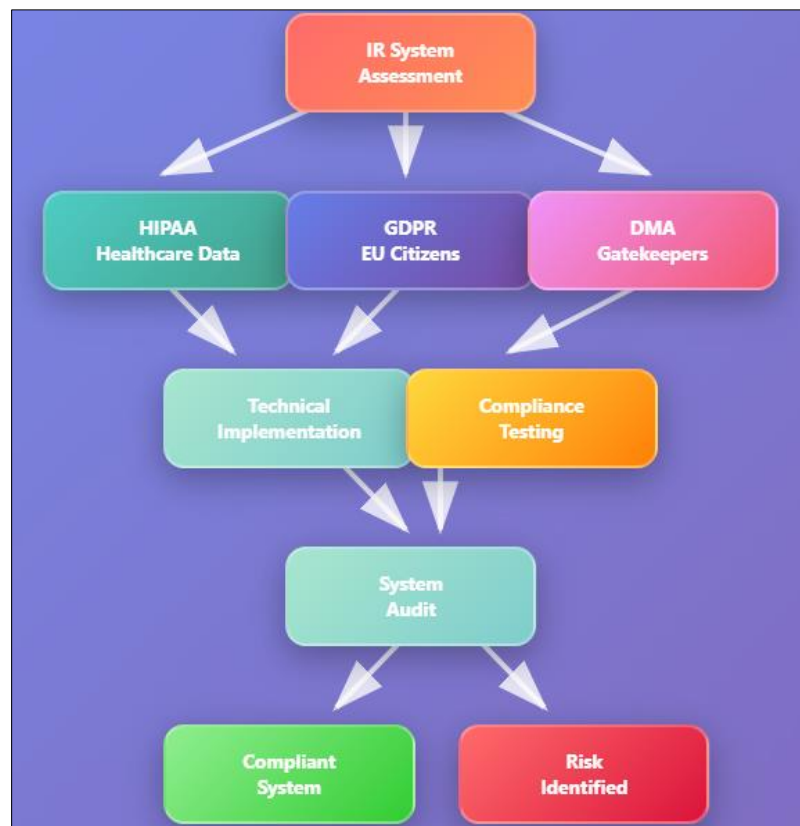 IR System
Assessment
HIPAA
Healthcare Data
GDPR
EU Citizens
DMA
Gatekeepers
Technical
Implementation
Compliance
Testing
System
Audit
Compliant
System
Risk
Identified